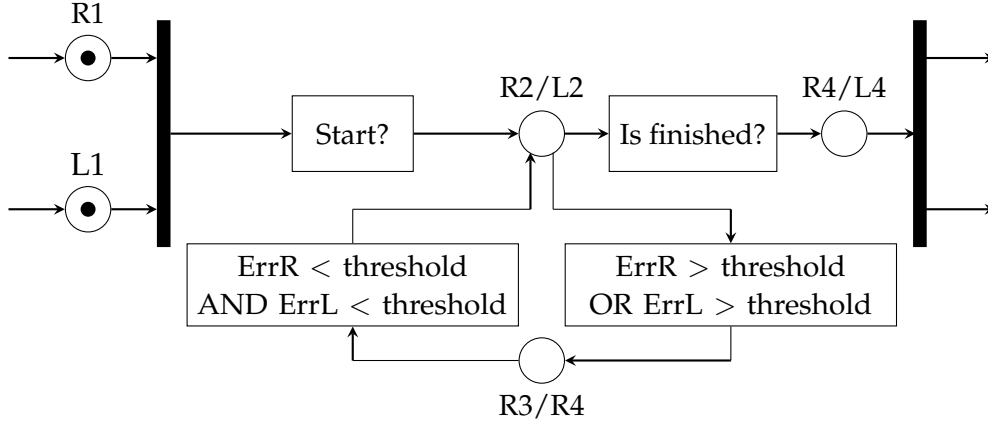 R1
R2/L2
R4/L4
Start?
Is finished?
L1
ErrR < threshold
AND ErrL < threshold
ErrR > threshold
OR ErrL > threshold
R3/R4